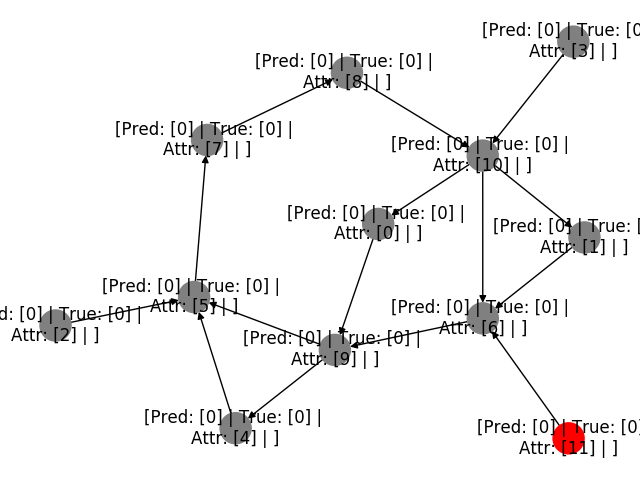 [Pred: [0] | True: [0
Attr: [3] | ]
[Pred: [0] | True: [0] |
Attr: [8] | ]
[Pred: [0] | True: [0] |
Attr: [7] | ]
[Pred: [0] | True: [0] |
Attr: [10] | ]
[Pred: [0] | True: [0] |
Attr: [0] | ]
[Pred: [0] | True: [
Attr: [1] | ]
[Pred: [0] | True: [0] |
Attr: [5] | ]
d: [0] | True: [0] |
Attr: [2] | ]
[Pred: [0] | True: [0] |
Attr: [6] | ]
[Pred: [0] | True: [0] |
Attr: [9] | ]
[Pred: [0] | True: [0] |
Attr: [4] | ]
[Pred: [0] | True: [0]
Attr: [11] | ]